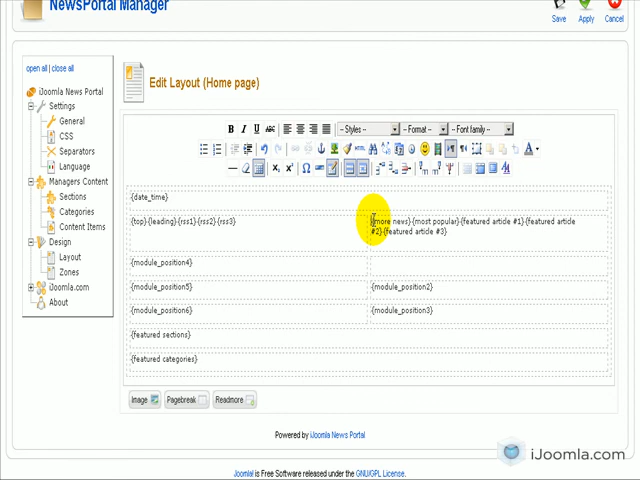 NewsPortal Manager
Save Apply Cancel
open all | close all
iJoomla News Portal
Settings
General
CSS
Separators
Language
Managers Content
Sections
Categories
Content Items
Design
Layout
Zones
iJoomla.com
About
Edit Layout (Home page)
B I U ABC -- Styles -- -- Format -- -- Font family --
HTML
{date_time}
{top}{leading}{rss1}{rss2}{rss3}
{more news}{most popular}{featured article #1}{featured article
#2}{featured article #3}
{module_position4}
{module_position5} {module_position2}
{module_position6} {module_position3}
{featured sections}
{featured categories}
Image Pagebreak Readmore
Powered by iJoomla News Portal
iJoomla.com
Joomla! is Free Software released under the GNU/GPL License.